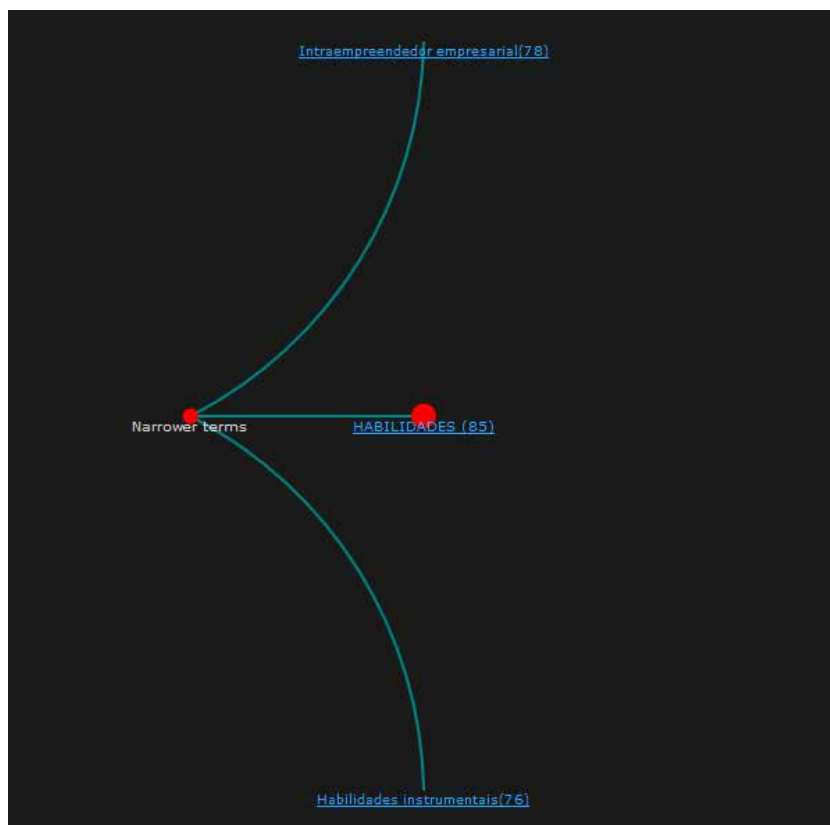 Intraempreendedor empresarial(78)
Narrower terms
HABILIDADES (85)
Habilidades instrumentais(76)